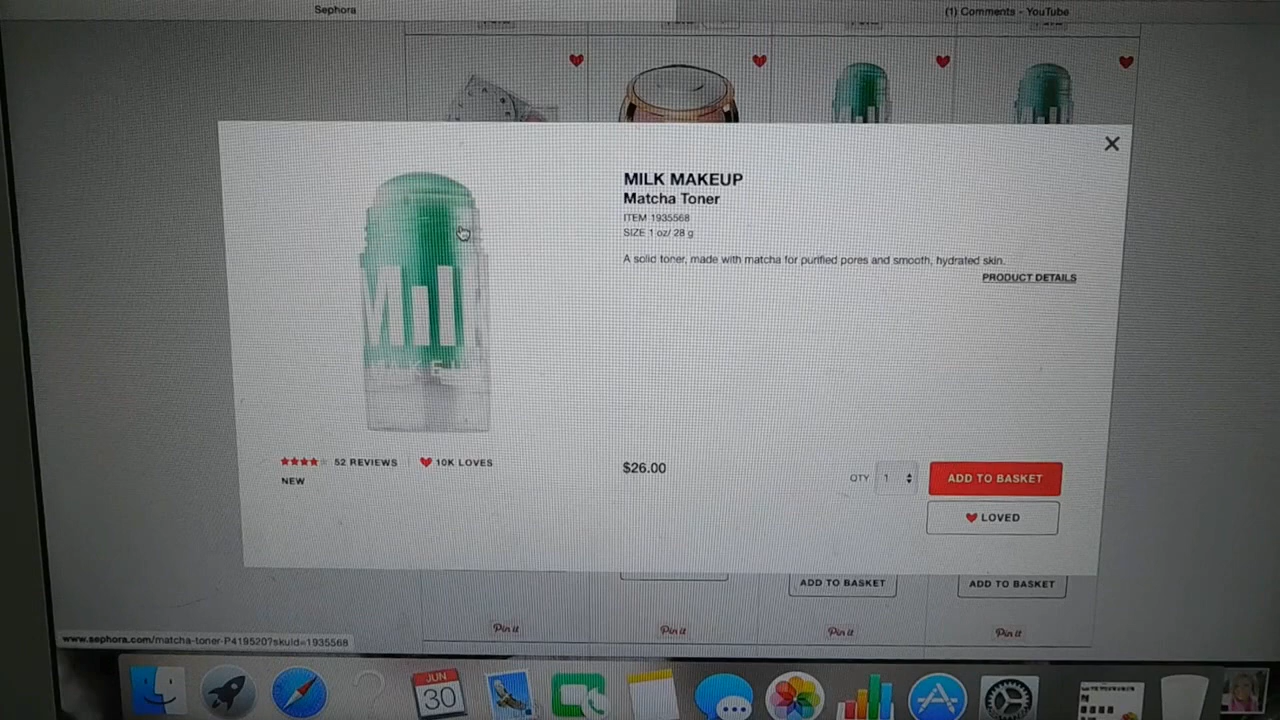 Sephora
(1) Comments - YouTube
MILK MAKEUP
Matcha Toner
ITEM 1935568
SIZE 1 oz/ 28 g
A solid toner, made with matcha for purified pores and smooth, hydrated skin.
PRODUCT DETAILS
Milk
52 REVIEWS
10K LOVES
NEW
$26.00
QTY 1
ADD TO BASKET
LOVED
ADD TO BASKET
ADD TO BASKET
Pin it
Pin it
Pin it
Pin it
www.sephora.com/matcha-toner-P419520?skuId=1935568
JUN
30